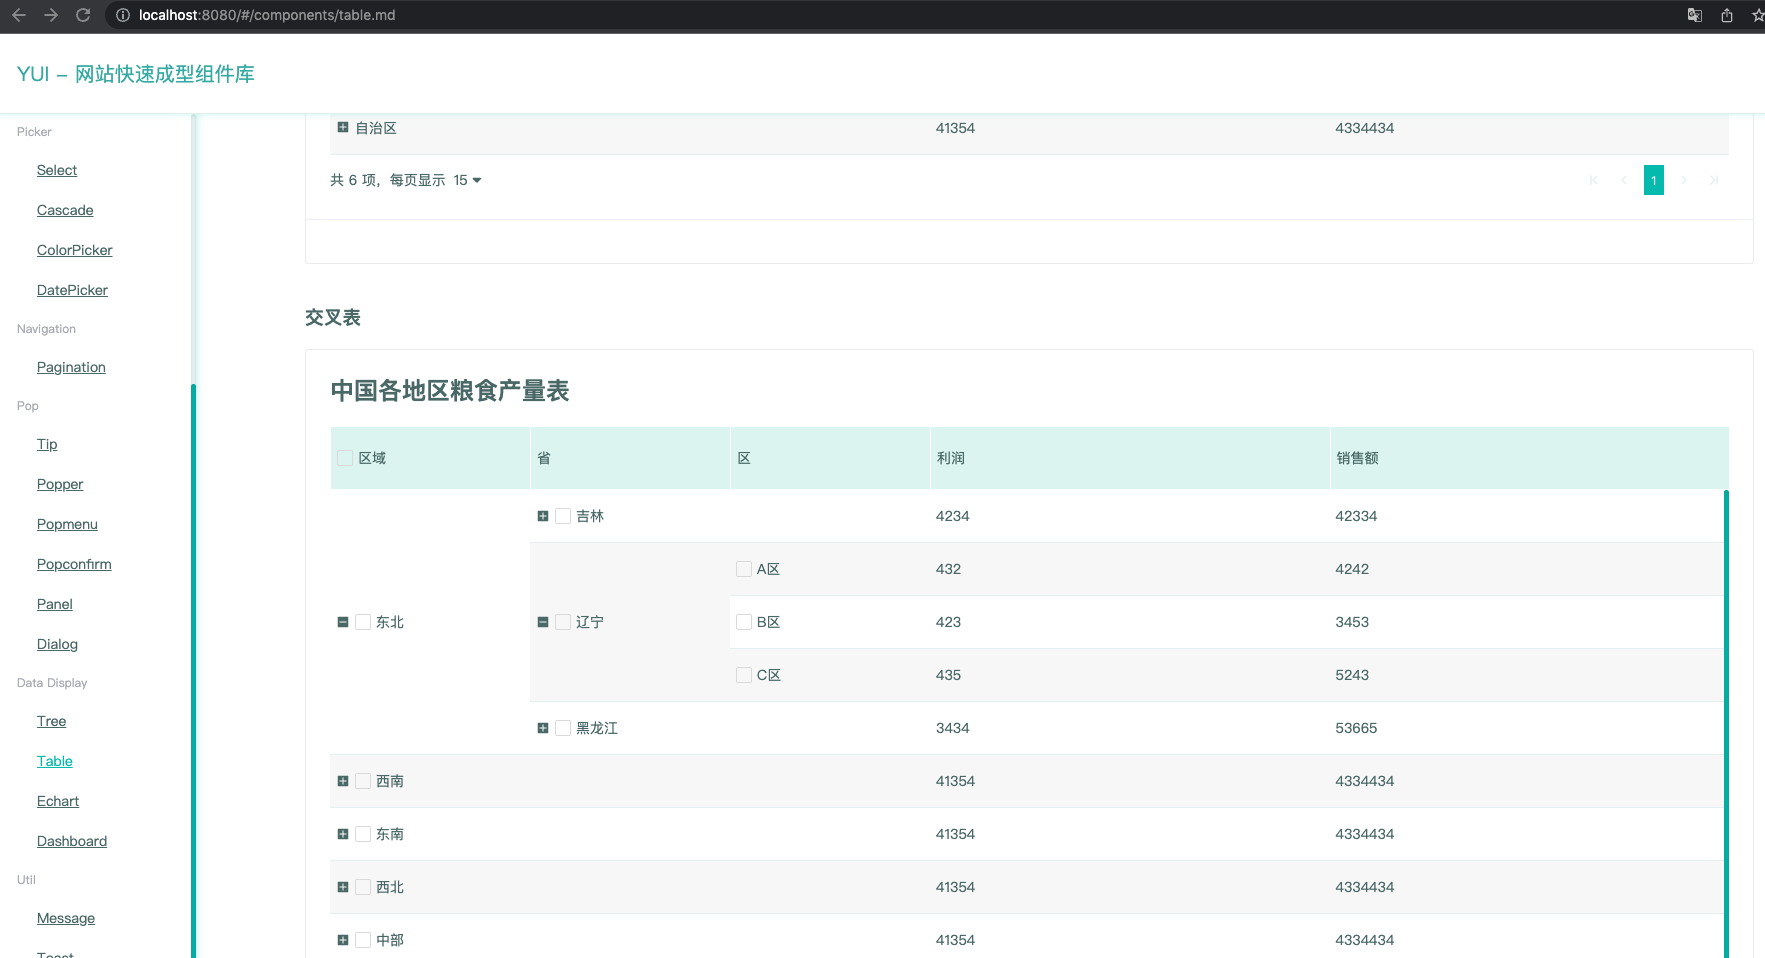 localhost:8080/#/components/table.md
YUI – 网站快速成型组件库
Picker
Select
Cascade
ColorPicker
DatePicker
Navigation
Pagination
Pop
Tip
Popper
Popmenu
Popconfirm
Panel
Dialog
Data Display
Tree
Table
Echart
Dashboard
Util
Message
Toast
自治区 41354 4334434
共 6 项，每页显示 15
1
交叉表
中国各地区粮食产量表
区域 省 区 利润 销售额
吉林 4234 42334
A区 432 4242
东北 辽宁 B区 423 3453
C区 435 5243
黑龙江 3434 53665
西南 41354 4334434
东南 41354 4334434
西北 41354 4334434
中部 41354 4334434